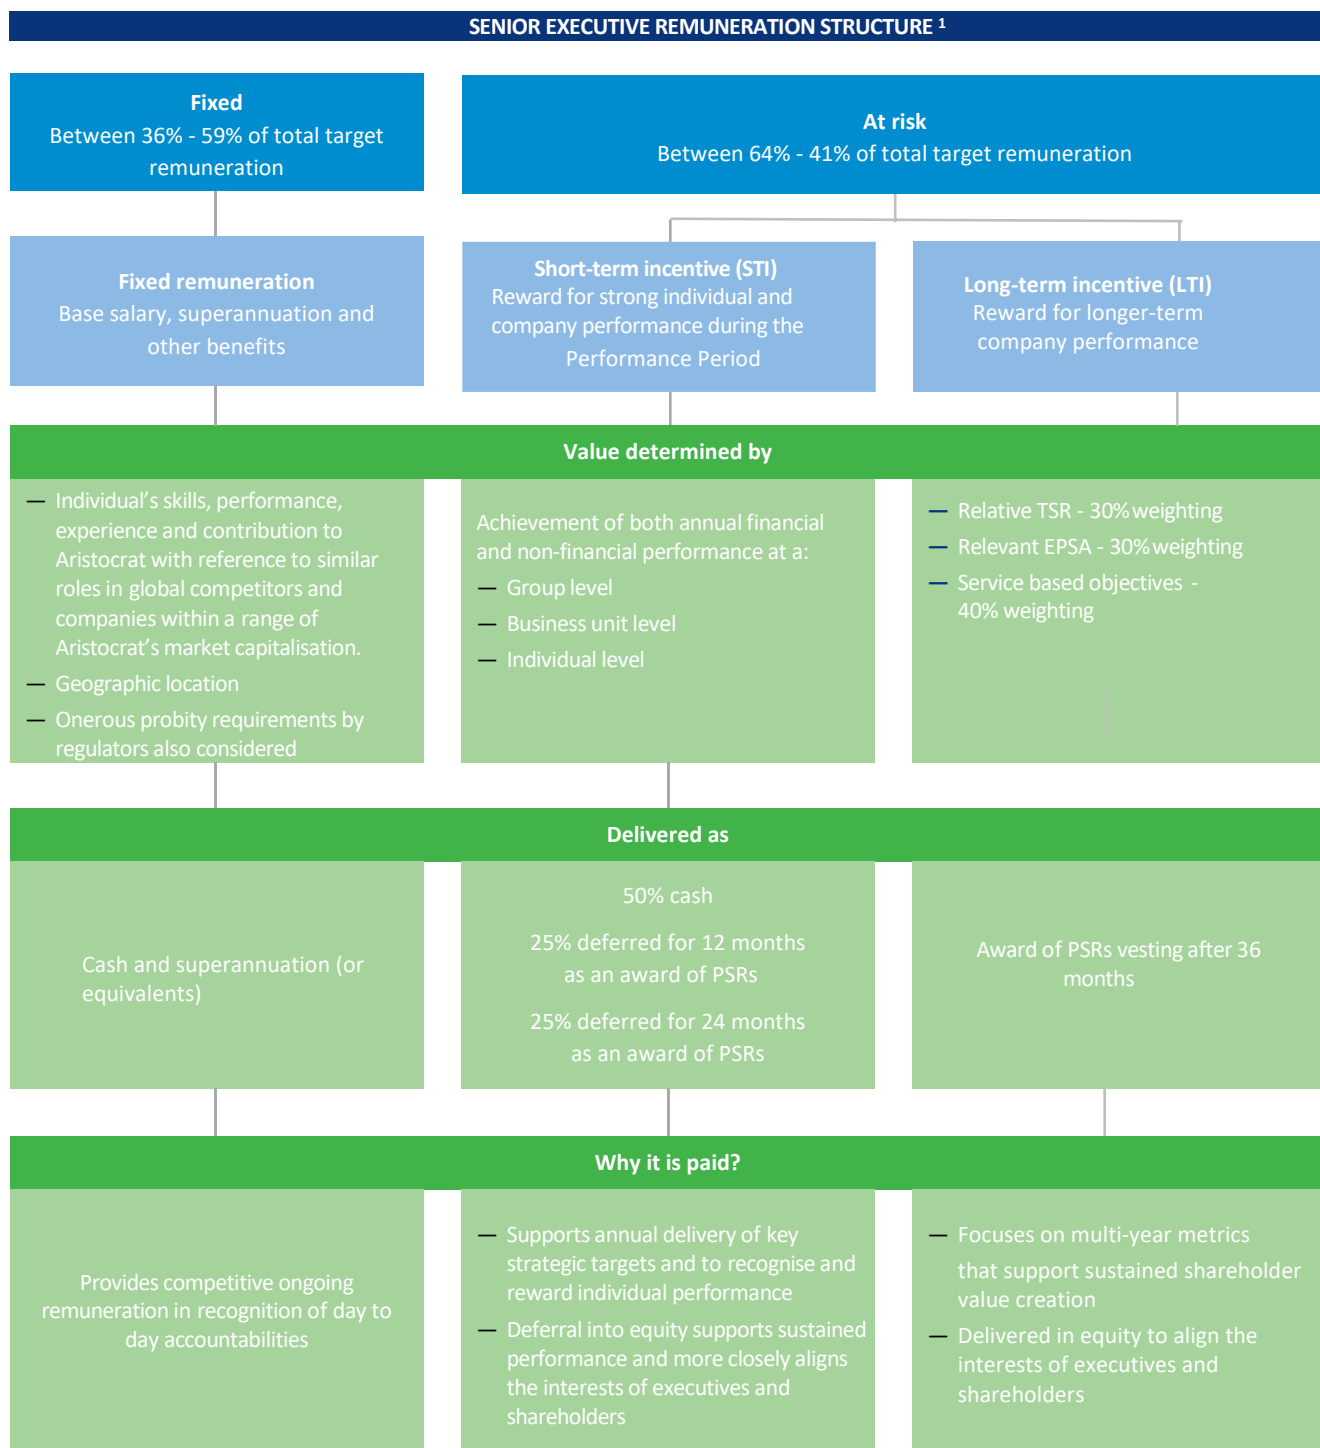 SENIOR EXECUTIVE REMUNERATION STRUCTURE ¹
Fixed
Between 36% - 59% of total target
remuneration
At risk
Between 64% - 41% of total target remuneration
Fixed remuneration
Base salary, superannuation and
other benefits
Short-term incentive (STI)
Reward for strong individual and
company performance during the
Performance Period
Long-term incentive (LTI)
Reward for longer-term
company performance
Value determined by
— Individual’s skills, performance,
experience and contribution to
Aristocrat with reference to similar
roles in global competitors and
companies within a range of
Aristocrat’s market capitalisation.
— Geographic location
— Onerous probity requirements by
regulators also considered
Achievement of both annual financial
and non-financial performance at a:
— Group level
— Business unit level
— Individual level
— Relative TSR - 30% weighting
— Relevant EPSA - 30% weighting
— Service based objectives -
40% weighting
Delivered as
Cash and superannuation (or
equivalents)
50% cash
25% deferred for 12 months
as an award of PSRs
25% deferred for 24 months
as an award of PSRs
Award of PSRs vesting after 36
months
Why it is paid?
Provides competitive ongoing
remuneration in recognition of day to
day accountabilities
— Supports annual delivery of key
strategic targets and to recognise and
reward individual performance
— Deferral into equity supports sustained
performance and more closely aligns
the interests of executives and
shareholders
— Focuses on multi-year metrics
that support sustained shareholder
value creation
— Delivered in equity to align the
interests of executives and
shareholders